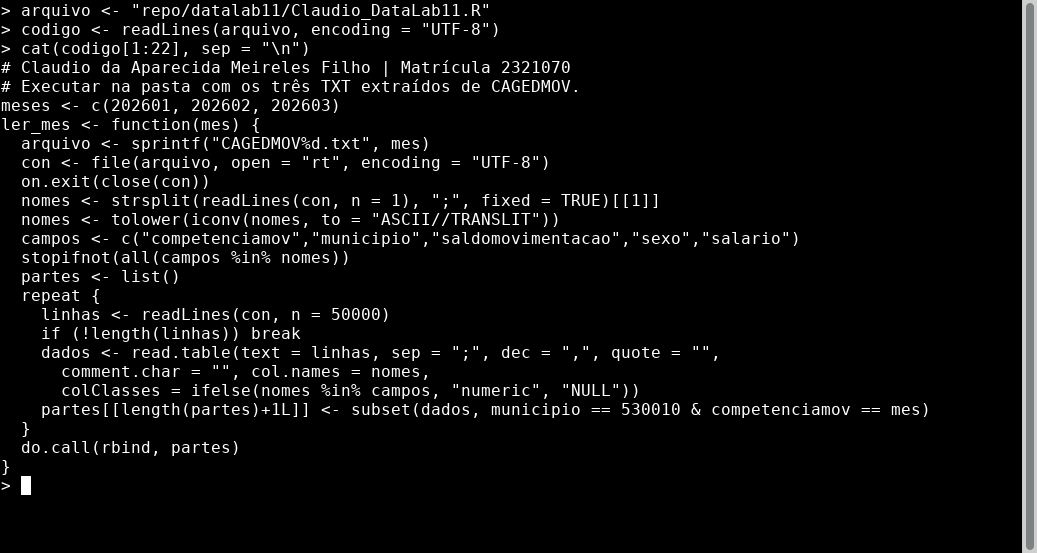 > arquivo <- "repo/datalab11/Claudio_DataLab11.R"
> codigo <- readLines(arquivo, encoding = "UTF-8")
> cat(codigo[1:22], sep = "\n")
# Claudio da Aparecida Meireles Filho | Matrícula 2321070
# Executar na pasta com os três TXT extraídos de CAGEDMOV.
meses <- c(202601, 202602, 202603)
ler_mes <- function(mes) {
  arquivo <- sprintf("CAGEDMOV%d.txt", mes)
  con <- file(arquivo, open = "rt", encoding = "UTF-8")
  on.exit(close(con))
  nomes <- strsplit(readLines(con, n = 1), ";", fixed = TRUE)[[1]]
  nomes <- tolower(iconv(nomes, to = "ASCII//TRANSLIT"))
  campos <- c("competenciamov","municipio","saldomovimentacao","sexo","salario")
  stopifnot(all(campos %in% nomes))
  partes <- list()
  repeat {
    linhas <- readLines(con, n = 50000)
    if (!length(linhas)) break
    dados <- read.table(text = linhas, sep = ";", dec = ",", quote = "",
      comment.char = "", col.names = nomes,
      colClasses = ifelse(nomes %in% campos, "numeric", "NULL"))
    partes[[length(partes)+1L]] <- subset(dados, municipio == 530010 & competenciamov == mes)
  }
  do.call(rbind, partes)
}
>